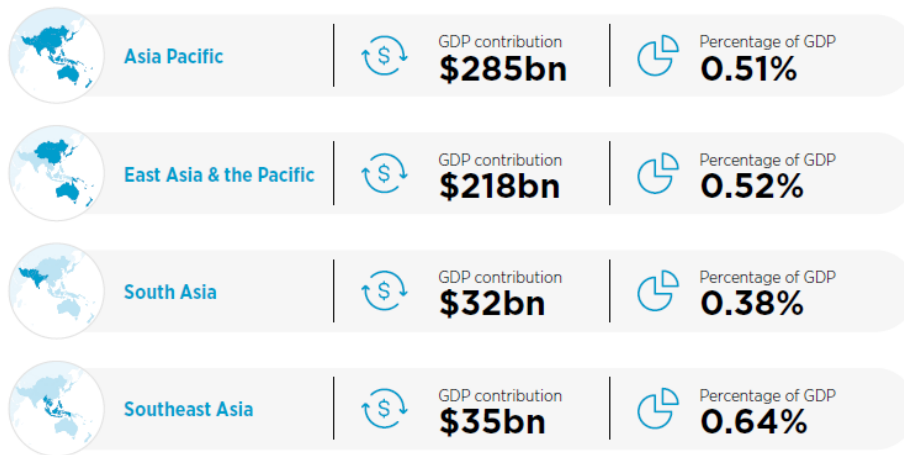 Asia Pacific
GDP contribution
$285bn
Percentage of GDP
0.51%
East Asia & the Pacific
GDP contribution
$218bn
Percentage of GDP
0.52%
South Asia
GDP contribution
$32bn
Percentage of GDP
0.38%
Southeast Asia
GDP contribution
$35bn
Percentage of GDP
0.64%